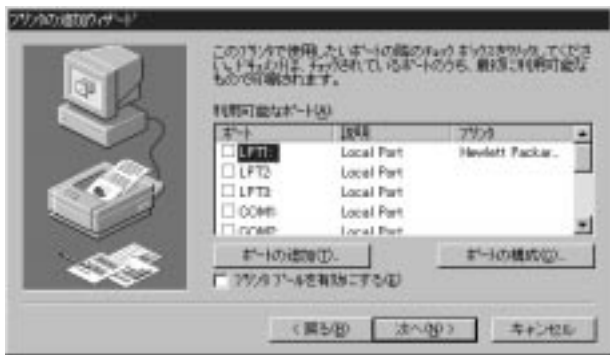 プリンタの追加ウィザード
このプリンタで使用したいポートの隣のチェック ボックスをクリックしてくださ
い。ドキュメントは、チェックされているポートのうち、最初に利用可能な
もので印刷されます。
利用可能なポート(A)
ポート 説明 プリンタ
LPT1: Local Port Hewlett Packar...
LPT2: Local Port
LPT3: Local Port
COM1: Local Port
COM2: Local Port
ポートの追加(T)... ポートの構成(C)...
プリンタ プールを有効にする(E)
< 戻る(B) 次へ(N) > キャンセル